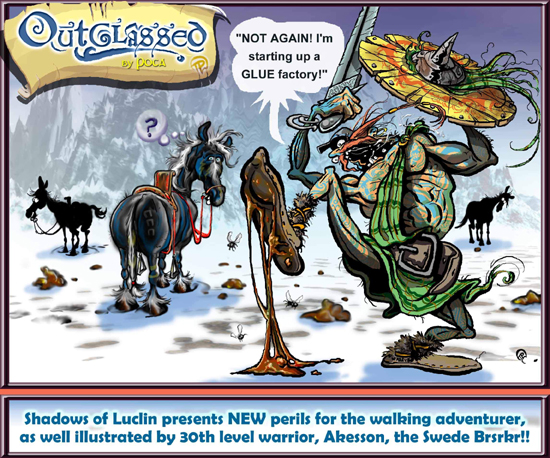 OutClassed
by POCA
"NOT AGAIN! I'm
starting up a
GLUE factory!"
?
Shadows of Luclin presents NEW perils for the walking adventurer,
as well illustrated by 30th level warrior, Akesson, the Swede Brsrkr!!